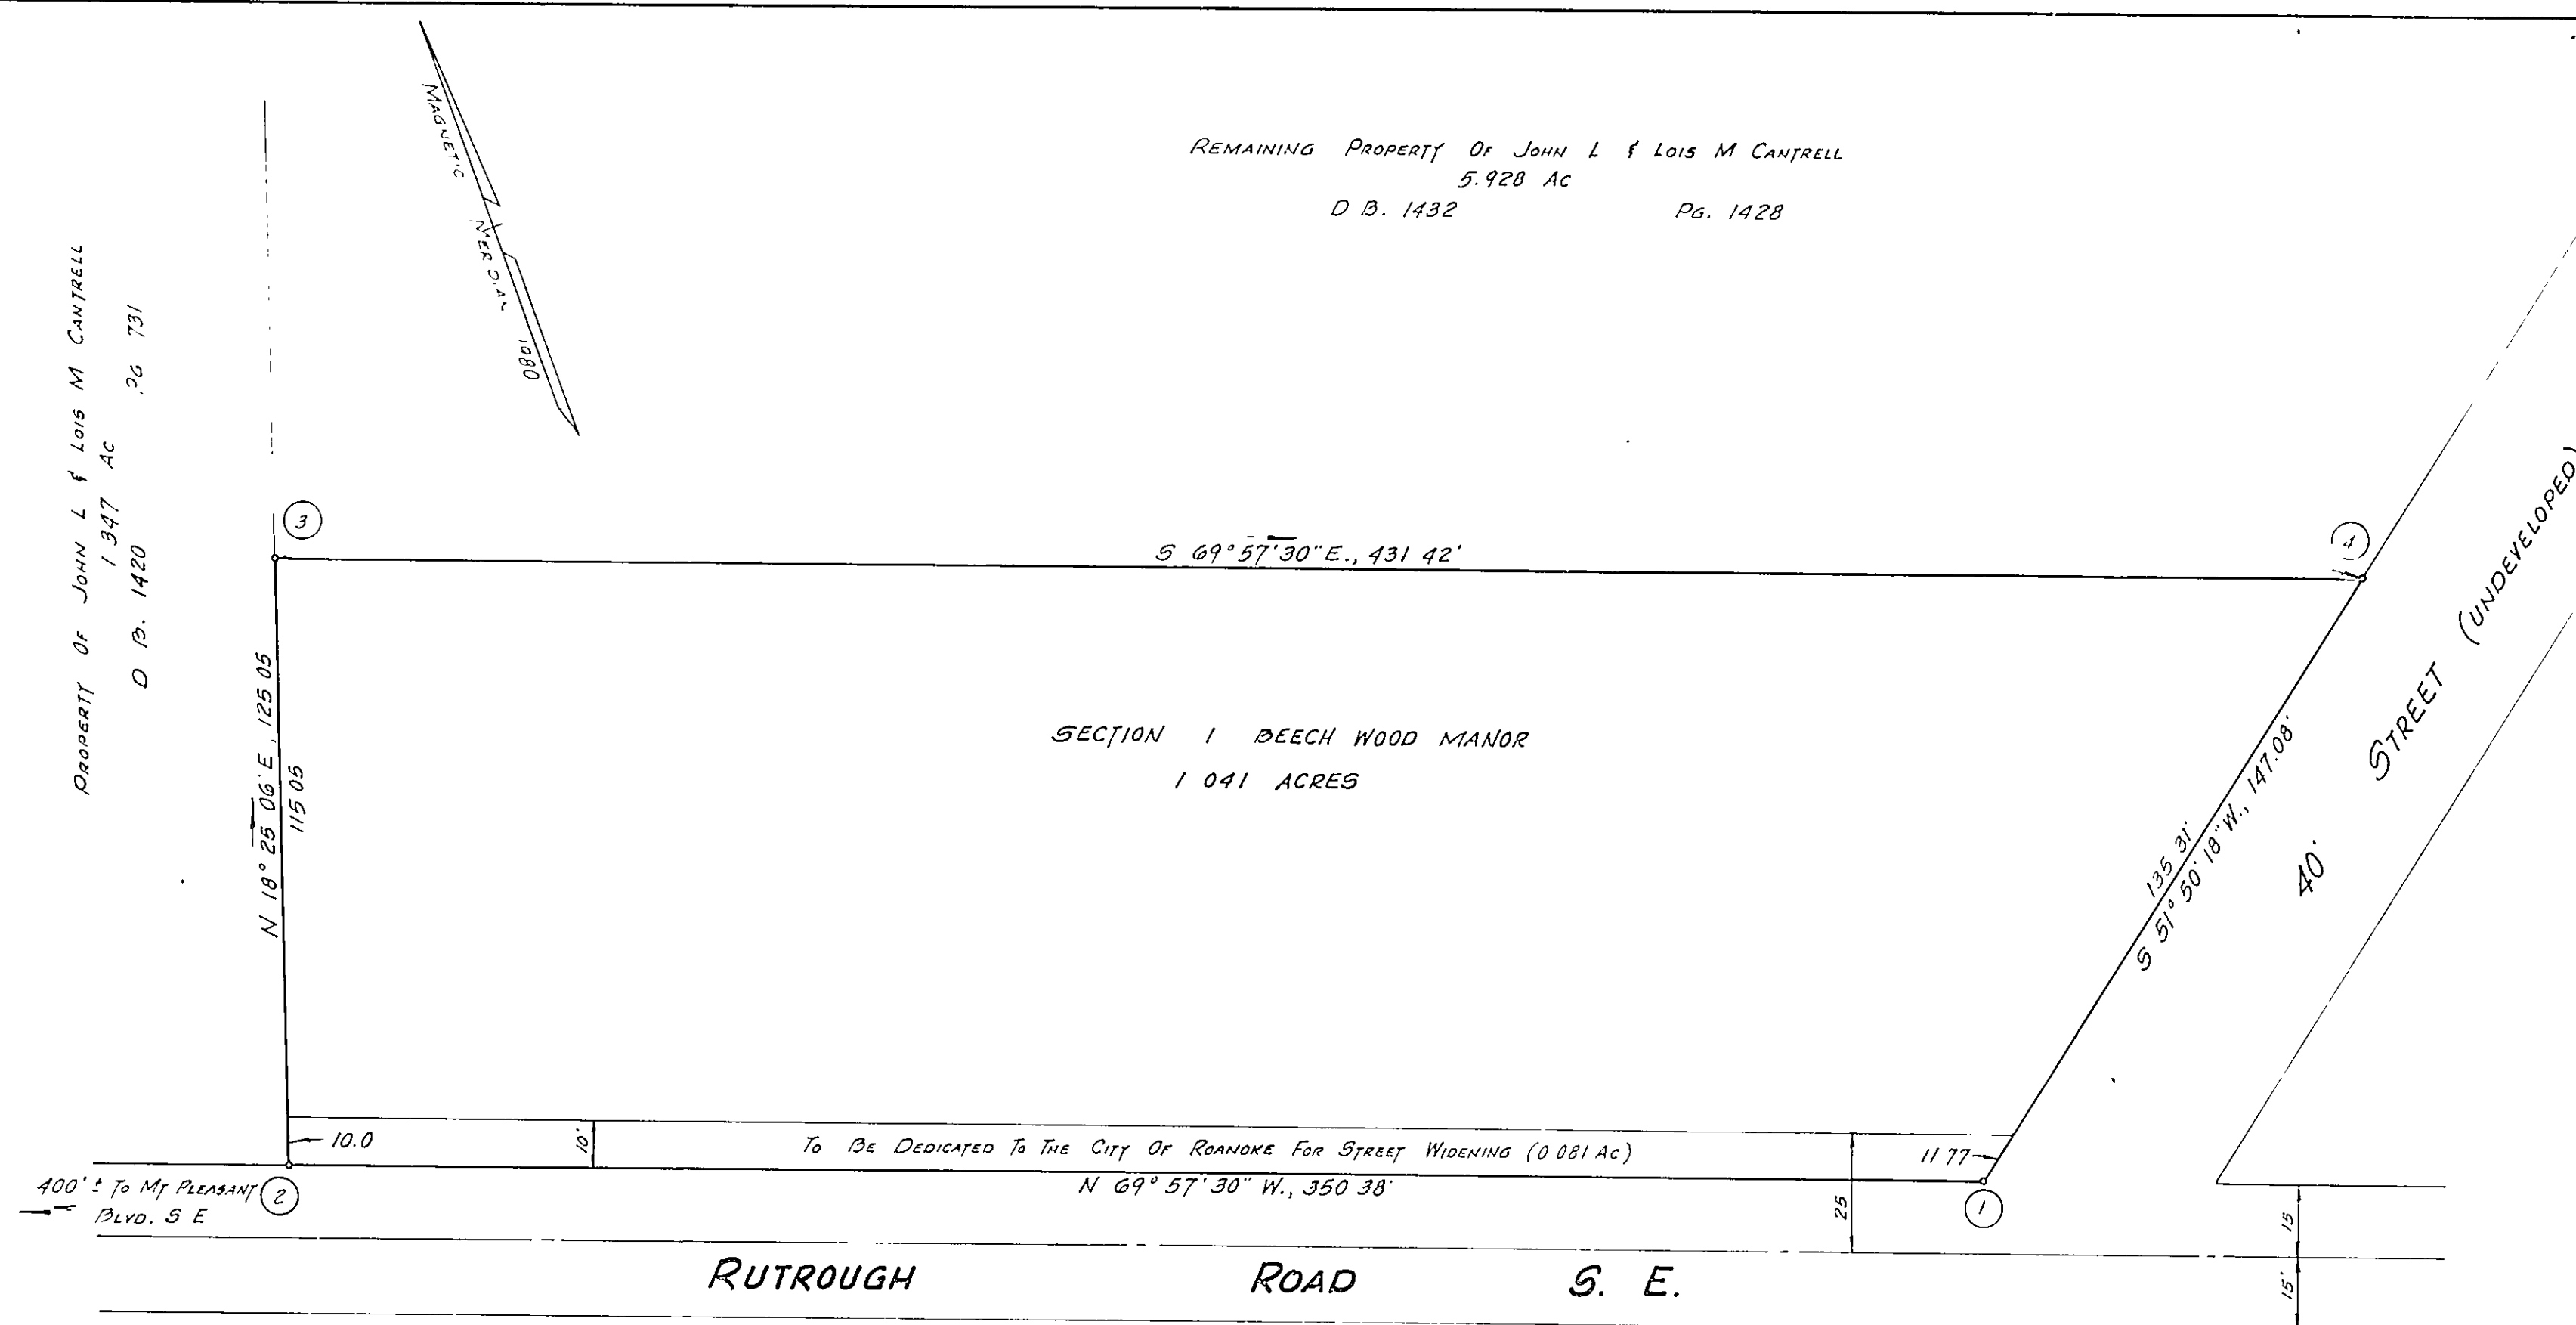 MAGNETIC MERIDIAN 1980
REMAINING PROPERTY OF JOHN L & LOIS M CANTRELL
5.928 AC
D B. 1432 PG. 1428
PROPERTY OF JOHN L & LOIS M CANTRELL
1 347 AC
D B. 1420 PG 731
3
S 69° 57' 30" E., 431 42'
4
N 18° 25 06' E, 125 05
115 05
SECTION 1 BEECH WOOD MANOR
1 041 ACRES
135 31'
S 51° 50' 18" W., 147.08'
40' STREET (UNDEVELOPED)
10.0
10'
TO BE DEDICATED TO THE CITY OF ROANOKE FOR STREET WIDENING (0 081 AC)
11 77
N 69° 57' 30" W., 350 38'
400' ± TO MT PLEASANT
BLVD. S E
2
1
25
15
15'
RUTROUGH ROAD S. E.